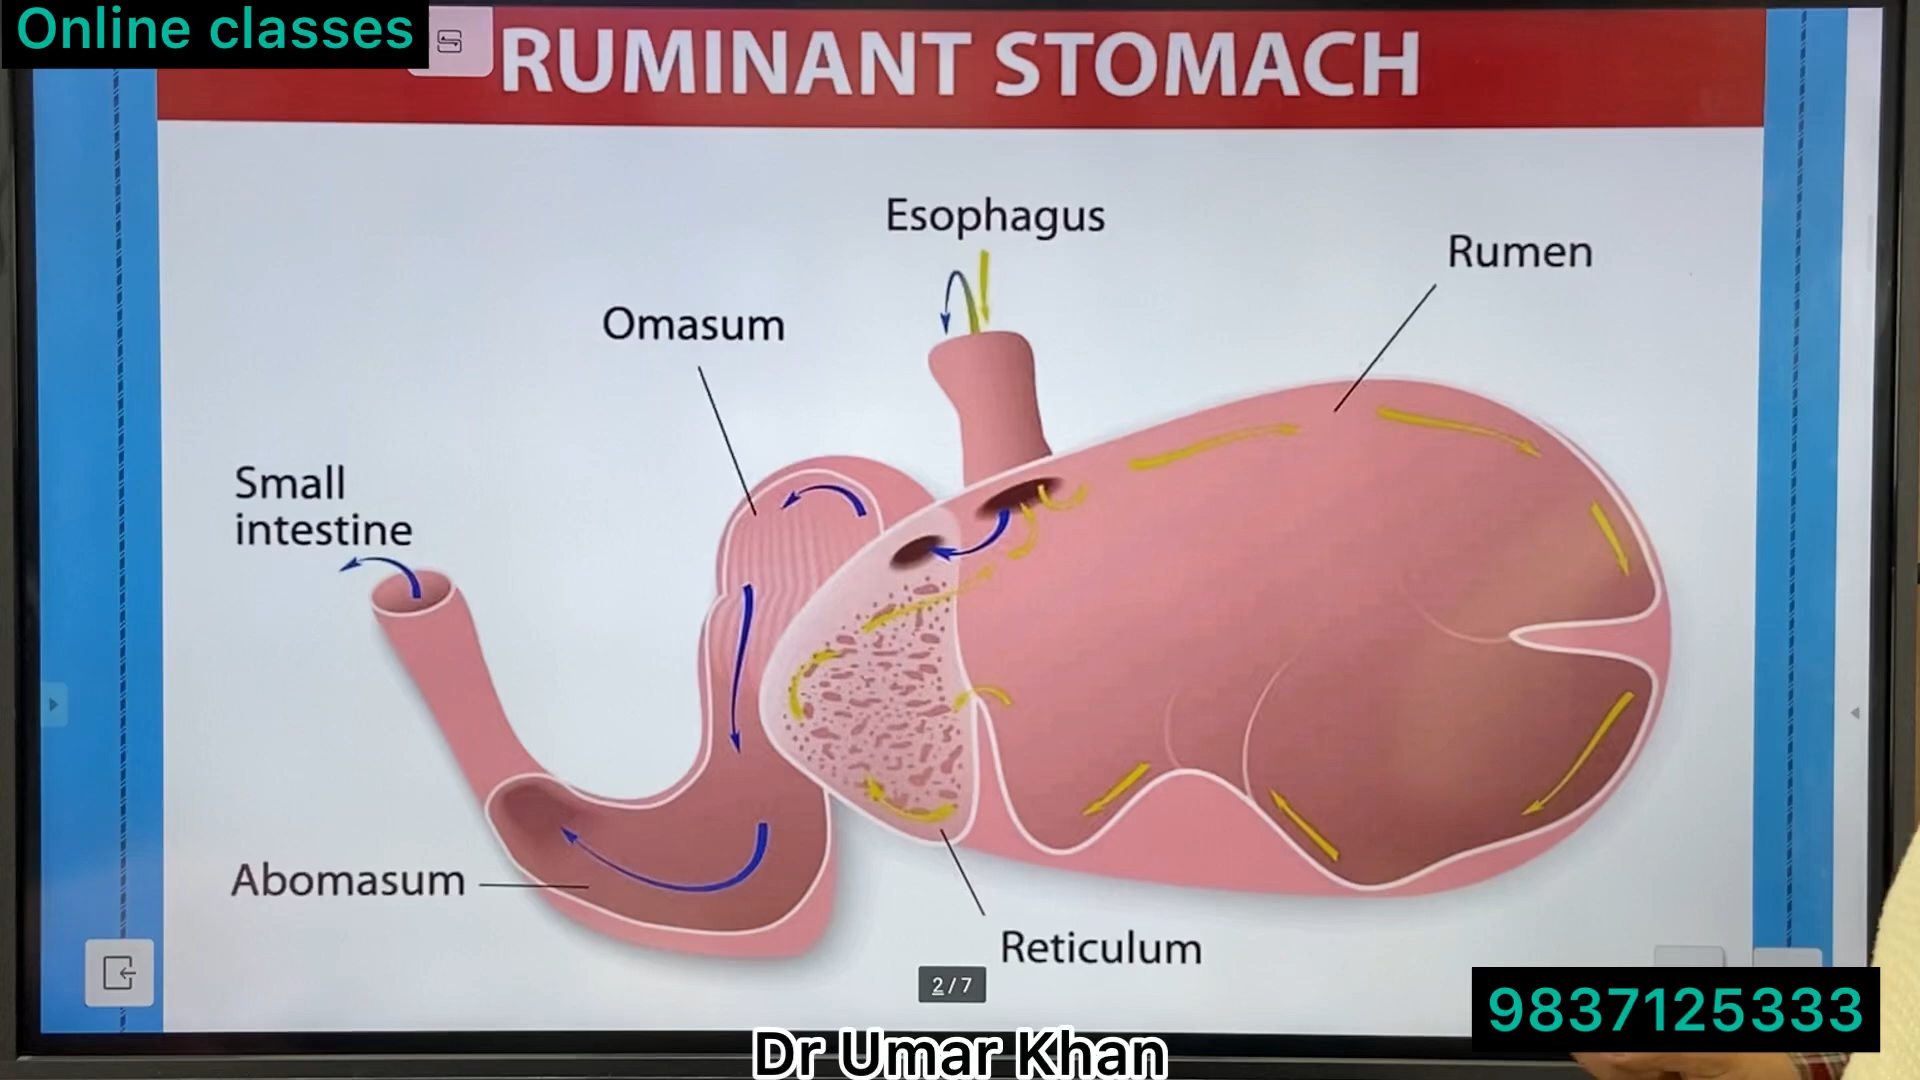 Online classes
RUMINANT STOMACH
Esophagus
Rumen
Omasum
Small
intestine
Abomasum
Reticulum
2/7
9837125333
Dr Umar Khan